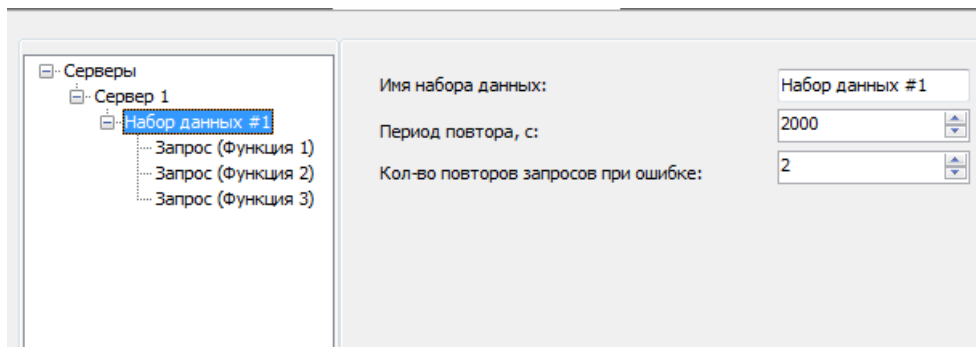 Серверы
Сервер 1
Набор данных #1
Запрос (Функция 1)
Запрос (Функция 2)
Запрос (Функция 3)
Имя набора данных: Набор данных #1
Период повтора, с: 2000
Кол-во повторов запросов при ошибке: 2